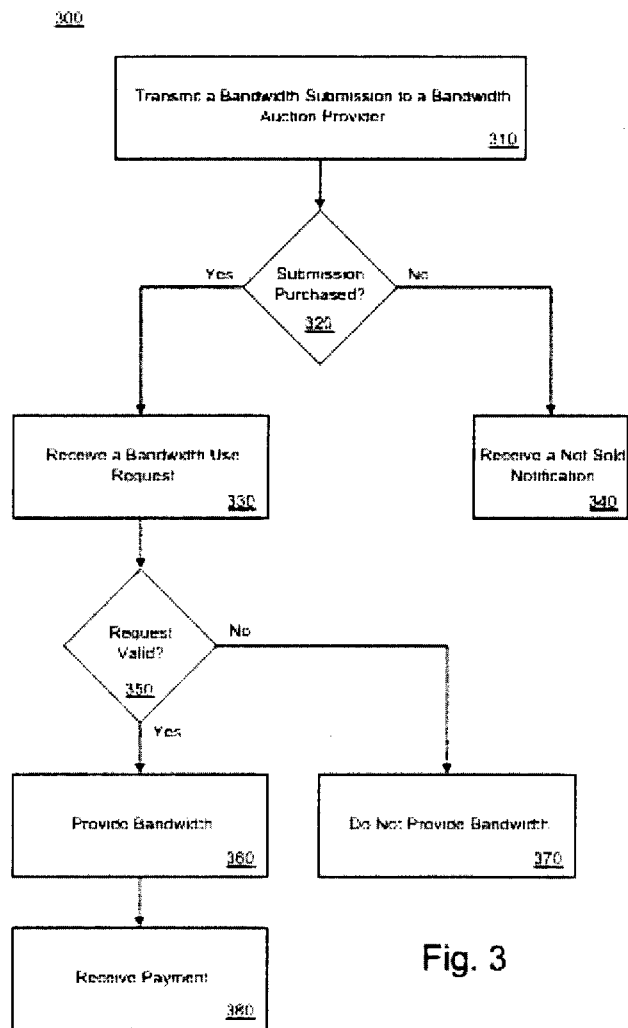 300
Transmit a Bandwidth Submission to a Bandwidth
Auction Provider
310
Yes
Submission
Purchased?
320
No
Receive a Bandwidth Use
Request
330
Receive a Not Sold
Notification
340
Request
Valid?
350
No
Yes
Provide Bandwidth
360
Do Not Provide Bandwidth
370
Receive Payment
380
Fig. 3